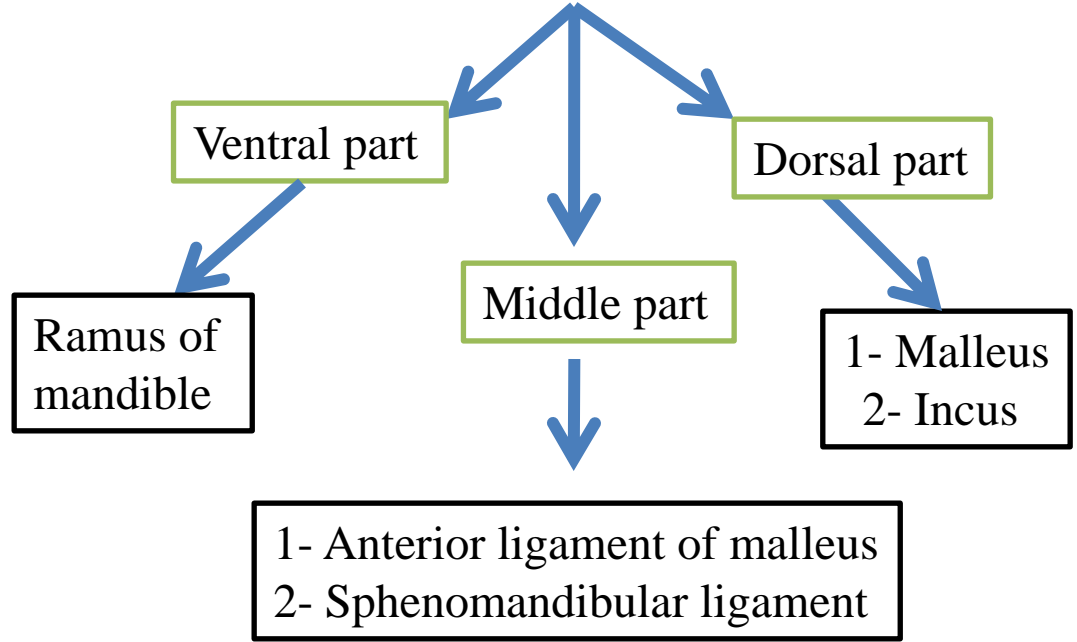 Ventral part
Dorsal part
Middle part
Ramus of
mandible
1- Malleus
2- Incus
1- Anterior ligament of malleus
2- Sphenomandibular ligament